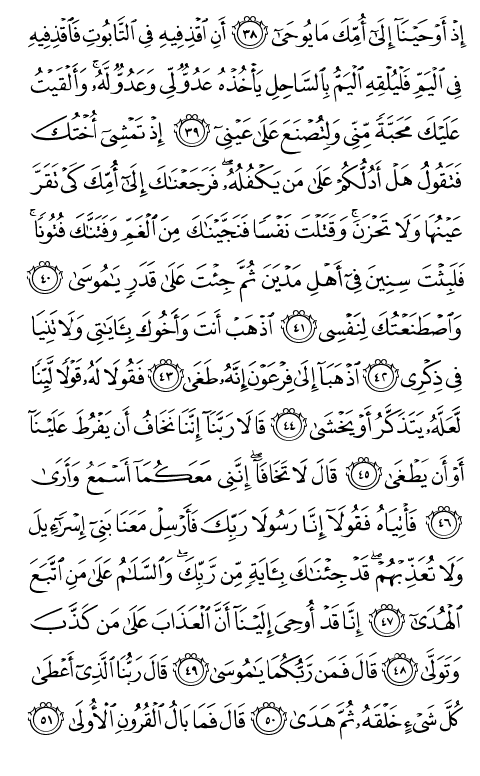 إِذۡ أَوۡحَيۡنَآ إِلَىٰٓ أُمِّكَ مَا يُوحَىٰٓ ٣٨ أَنِ ٱقۡذِفِيهِ فِي ٱلتَّابُوتِ فَٱقۡذِفِيهِ
فِي ٱلۡيَمِّ فَلۡيُلۡقِهِ ٱلۡيَمُّ بِٱلسَّاحِلِ يَأۡخُذۡهُ عَدُوّٞ لِّي وَعَدُوّٞ لَّهُۥۚ وَأَلۡقَيۡتُ
عَلَيۡكَ مَحَبَّةٗ مِّنِّي وَلِتُصۡنَعَ عَلَىٰ عَيۡنِيٓ ٣٩ إِذۡ تَمۡشِيٓ أُخۡتُكَ
فَتَقُولُ هَلۡ أَدُلُّكُمۡ عَلَىٰ مَن يَكۡفُلُهُۥۖ فَرَجَعۡنَٰكَ إِلَىٰٓ أُمِّكَ كَيۡ تَقَرَّ
عَيۡنُهَا وَلَا تَحۡزَنَۚ وَقَتَلۡتَ نَفۡسٗا فَنَجَّيۡنَٰكَ مِنَ ٱلۡغَمِّ وَفَتَنَّٰكَ فُتُونٗاۚ
فَلَبِثۡتَ سِنِينَ فِيٓ أَهۡلِ مَدۡيَنَ ثُمَّ جِئۡتَ عَلَىٰ قَدَرٖ يَٰمُوسَىٰ ٤٠
وَٱصۡطَنَعۡتُكَ لِنَفۡسِي ٤١ ٱذۡهَبۡ أَنتَ وَأَخُوكَ بِـَٔايَٰتِي وَلَا تَنِيَا
فِي ذِكۡرِي ٤٢ ٱذۡهَبَآ إِلَىٰ فِرۡعَوۡنَ إِنَّهُۥ طَغَىٰ ٤٣ فَقُولَا لَهُۥ قَوۡلٗا لَّيِّنٗا
لَّعَلَّهُۥ يَتَذَكَّرُ أَوۡ يَخۡشَىٰ ٤٤ قَالَا رَبَّنَآ إِنَّنَا نَخَافُ أَن يَفۡرُطَ عَلَيۡنَآ
أَوۡ أَن يَطۡغَىٰ ٤٥ قَالَ لَا تَخَافَآۖ إِنَّنِي مَعَكُمَآ أَسۡمَعُ وَأَرَىٰ
٤٦ فَأۡتِيَاهُ فَقُولَآ إِنَّا رَسُولَا رَبِّكَ فَأَرۡسِلۡ مَعَنَا بَنِيٓ إِسۡرَٰٓءِيلَ
وَلَا تُعَذِّبۡهُمۡۖ قَدۡ جِئۡنَٰكَ بِـَٔايَةٖ مِّن رَّبِّكَۖ وَٱلسَّلَٰمُ عَلَىٰ مَنِ ٱتَّبَعَ
ٱلۡهُدَىٰٓ ٤٧ إِنَّا قَدۡ أُوحِيَ إِلَيۡنَآ أَنَّ ٱلۡعَذَابَ عَلَىٰ مَن كَذَّبَ
وَتَوَلَّىٰ ٤٨ قَالَ فَمَن رَّبُّكُمَا يَٰمُوسَىٰ ٤٩ قَالَ رَبُّنَا ٱلَّذِيٓ أَعۡطَىٰ
كُلَّ شَيۡءٍ خَلۡقَهُۥ ثُمَّ هَدَىٰ ٥٠ قَالَ فَمَا بَالُ ٱلۡقُرُونِ ٱلۡأُولَىٰ ٥١